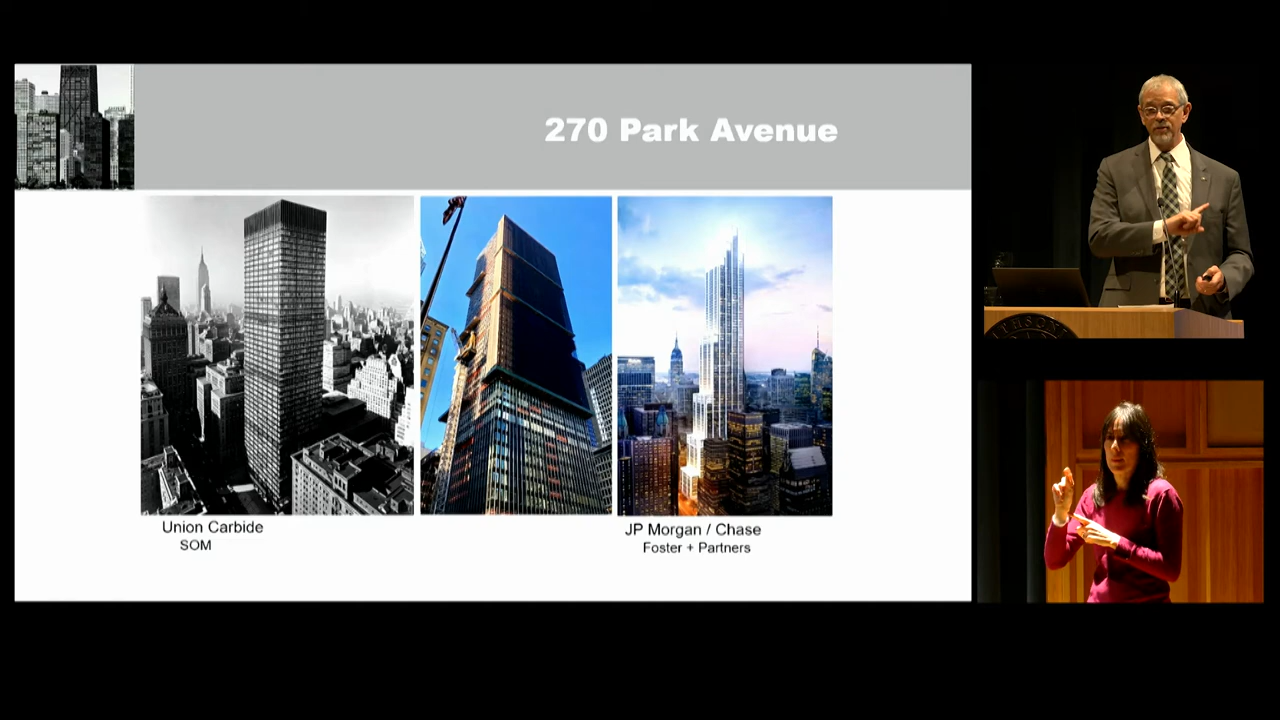 270 Park Avenue
Union Carbide
SOM
JP Morgan / Chase
Foster + Partners